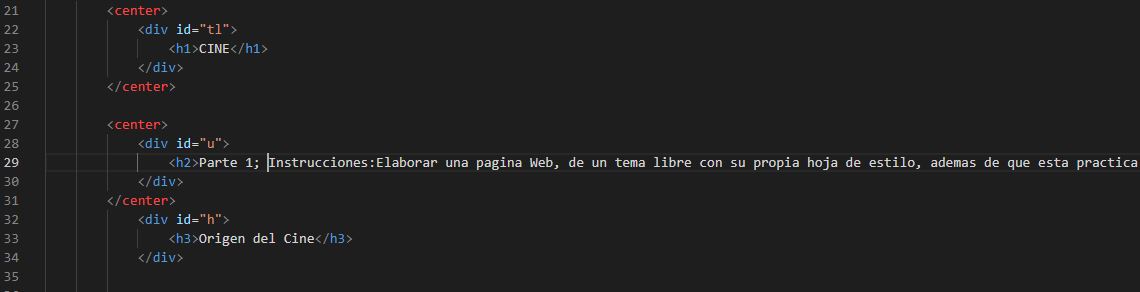 21 <center>
22 <div id="tl">
23 <h1>CINE</h1>
24 </div>
25 </center>
26
27 <center>
28 <div id="u">
29 <h2>Parte 1; Instrucciones:Elaborar una pagina Web, de un tema libre con su propia hoja de estilo, ademas de que esta practica
30 </div>
31 </center>
32 <div id="h">
33 <h3>Origen del Cine</h3>
34 </div>
35